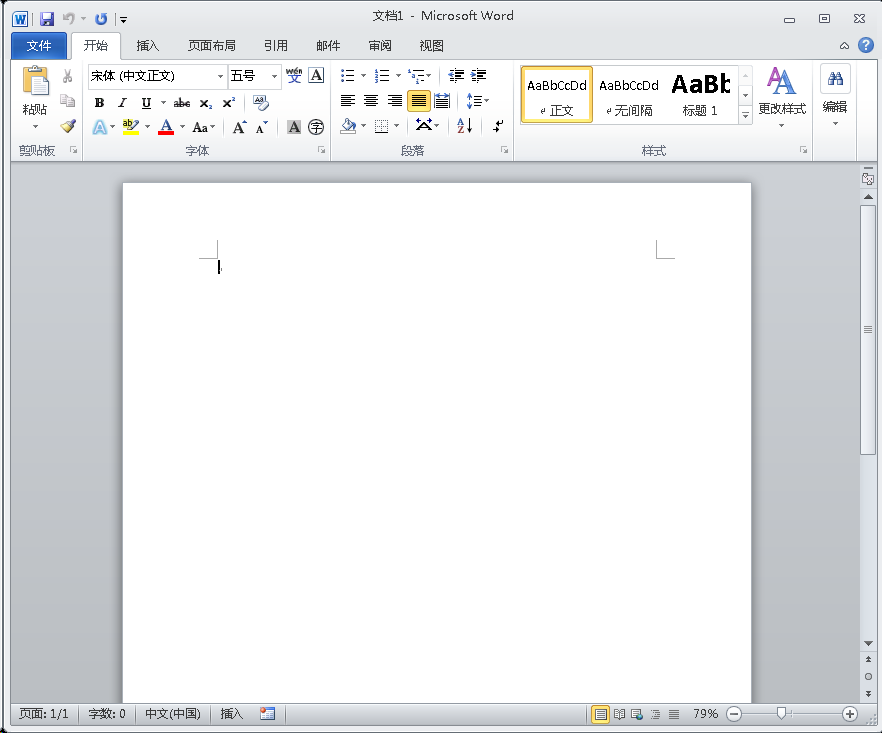 文档1 - Microsoft Word
文件 开始 插入 页面布局 引用 邮件 审阅 视图
宋体 (中文正文) 五号 wén A
粘贴
B I U abc x₂ x² Aa
A ab A Aa A A A 字
AaBbCcDd AaBbCcDd AaBb
正文 无间隔 标题 1
更改样式 编辑
剪贴板 字体 段落 样式
页面: 1/1 字数: 0 中文(中国) 插入 79%